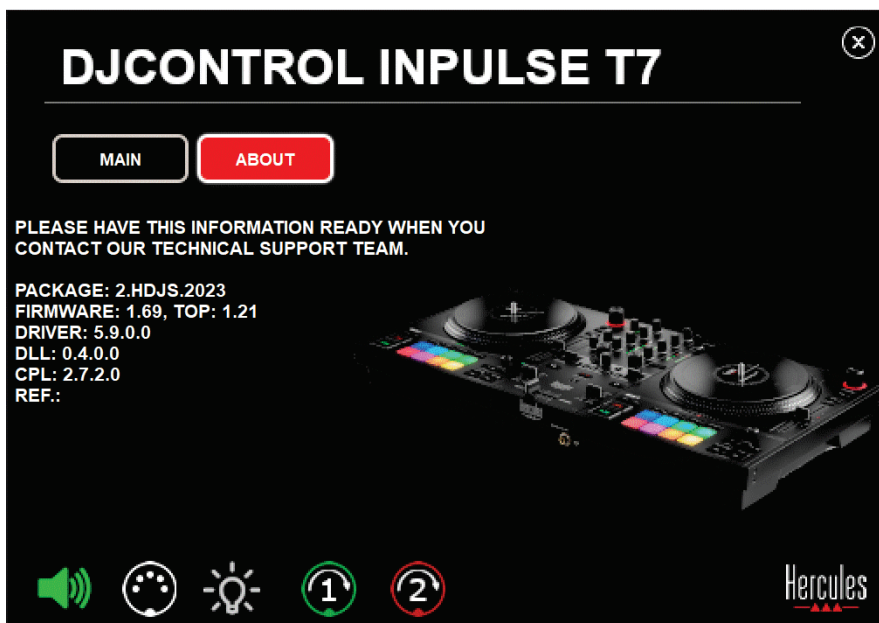 DJCONTROL INPULSE T7
MAIN
ABOUT
PLEASE HAVE THIS INFORMATION READY WHEN YOU
CONTACT OUR TECHNICAL SUPPORT TEAM.
PACKAGE: 2.HDJS.2023
FIRMWARE: 1.69, TOP: 1.21
DRIVER: 5.9.0.0
DLL: 0.4.0.0
CPL: 2.7.2.0
REF.:
1
2
Hercules